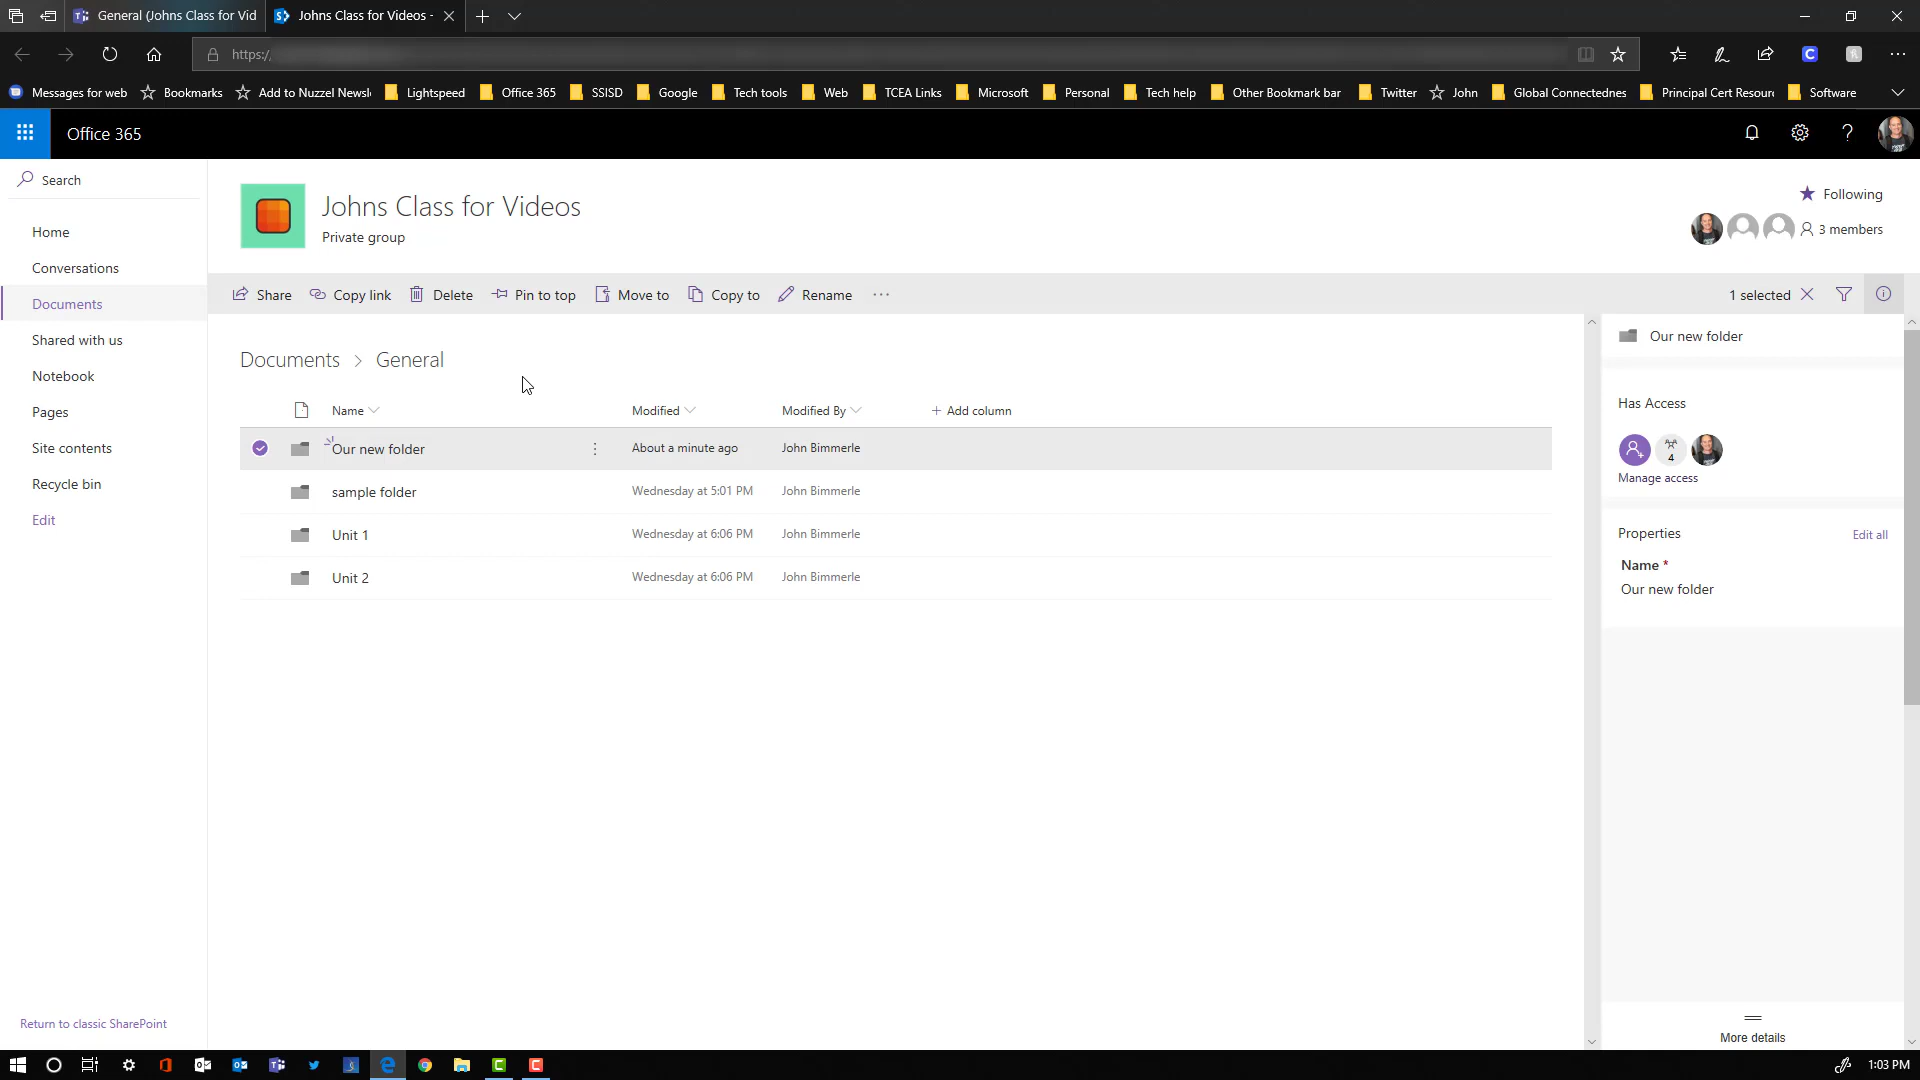 General (Johns Class for Vid
Johns Class for Videos -
https:/
Messages for web
Bookmarks
Add to Nuzzel Newsl
Lightspeed
Office 365
SSISD
Google
Tech tools
Web
TCEA Links
Microsoft
Personal
Tech help
Other Bookmark bar
Twitter
John
Global Connectednes
Principal Cert Resour
Software
Office 365
Search
Home
Conversations
Documents
Shared with us
Notebook
Pages
Site contents
Recycle bin
Edit
Return to classic SharePoint
Johns Class for Videos
Private group
Following
3 members
Share
Copy link
Delete
Pin to top
Move to
Copy to
Rename
1 selected
Documents > General
Name
Modified
Modified By
+ Add column
Our new folder
About a minute ago
John Bimmerle
sample folder
Wednesday at 5:01 PM
John Bimmerle
Unit 1
Wednesday at 6:06 PM
John Bimmerle
Unit 2
Wednesday at 6:06 PM
John Bimmerle
Our new folder
Has Access
4
Manage access
Properties
Edit all
Name *
Our new folder
More details
1:03 PM